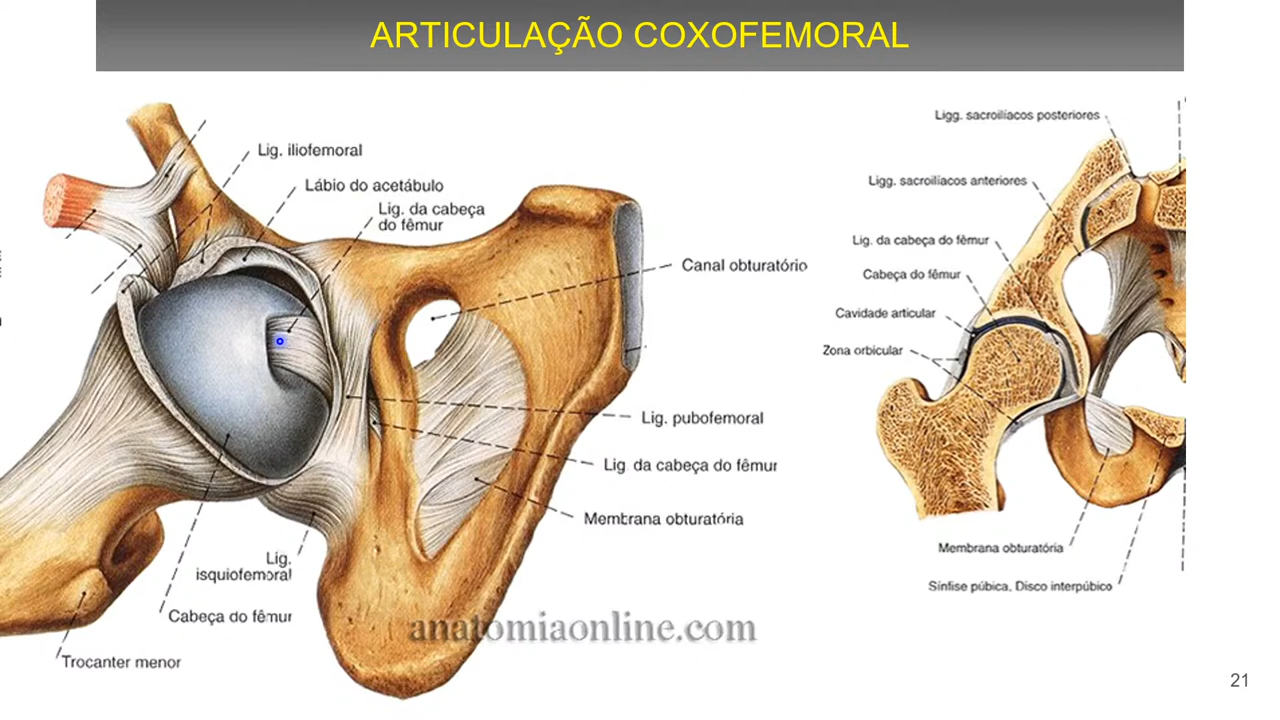 ARTICULAÇÃO COXOFEMORAL
Lig. iliofemoral
Lábio do acetábulo
Lig. da cabeça
do fêmur
Canal obturatório
Lig. pubofemoral
Lig. da cabeça do fêmur
Membrana obturatória
Lig.
isquiofemoral
Cabeça do fêmur
Trocanter menor
anatomiaonline.com
Ligg. sacroilíacos posteriores
Ligg. sacroilíacos anteriores
Lig. da cabeça do fêmur
Cabeça do fêmur
Cavidade articular
Zona orbicular
Membrana obturatória
Sínfise púbica, Disco interpúbico
21